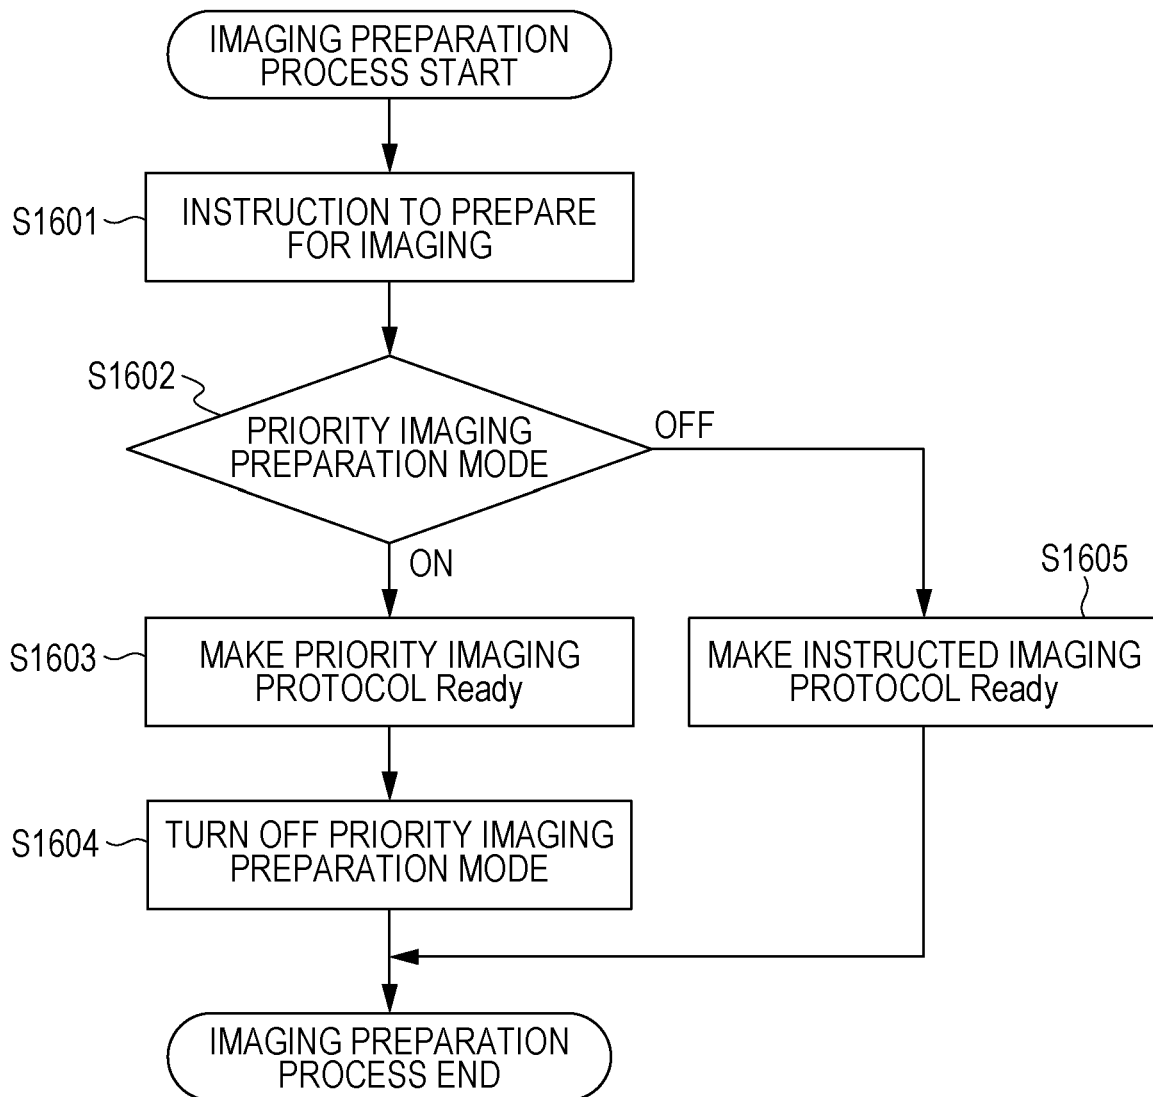 IMAGING PREPARATION
PROCESS START
S1601
INSTRUCTION TO PREPARE
FOR IMAGING
S1602
PRIORITY IMAGING
PREPARATION MODE
OFF
ON
S1603
MAKE PRIORITY IMAGING
PROTOCOL Ready
S1605
MAKE INSTRUCTED IMAGING
PROTOCOL Ready
S1604
TURN OFF PRIORITY IMAGING
PREPARATION MODE
IMAGING PREPARATION
PROCESS END